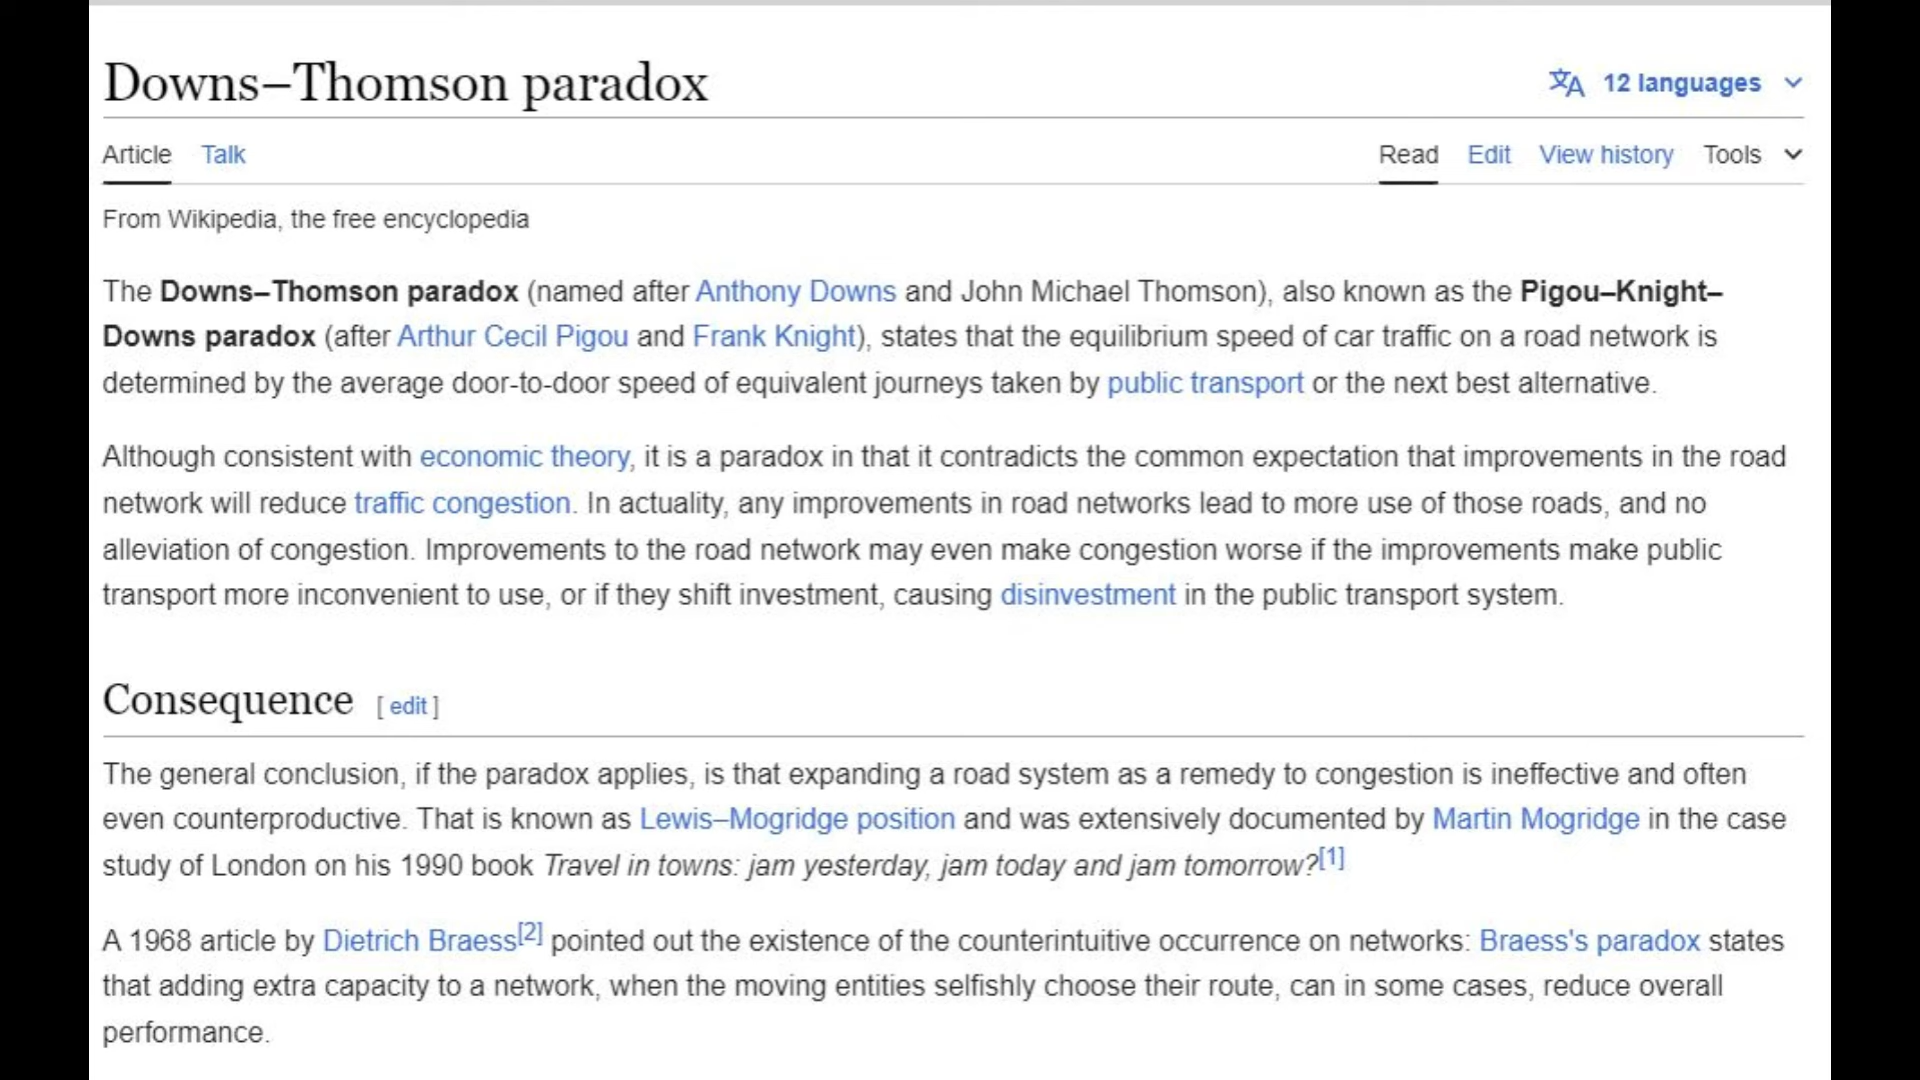 Downs–Thomson paradox
12 languages
Article Talk
Read Edit View history Tools
From Wikipedia, the free encyclopedia
The Downs–Thomson paradox (named after Anthony Downs and John Michael Thomson), also known as the Pigou–Knight–
Downs paradox (after Arthur Cecil Pigou and Frank Knight), states that the equilibrium speed of car traffic on a road network is
determined by the average door-to-door speed of equivalent journeys taken by public transport or the next best alternative.
Although consistent with economic theory, it is a paradox in that it contradicts the common expectation that improvements in the road
network will reduce traffic congestion. In actuality, any improvements in road networks lead to more use of those roads, and no
alleviation of congestion. Improvements to the road network may even make congestion worse if the improvements make public
transport more inconvenient to use, or if they shift investment, causing disinvestment in the public transport system.
Consequence [ edit ]
The general conclusion, if the paradox applies, is that expanding a road system as a remedy to congestion is ineffective and often
even counterproductive. That is known as Lewis–Mogridge position and was extensively documented by Martin Mogridge in the case
study of London on his 1990 book Travel in towns: jam yesterday, jam today and jam tomorrow?[1]
A 1968 article by Dietrich Braess[2] pointed out the existence of the counterintuitive occurrence on networks: Braess's paradox states
that adding extra capacity to a network, when the moving entities selfishly choose their route, can in some cases, reduce overall
performance.